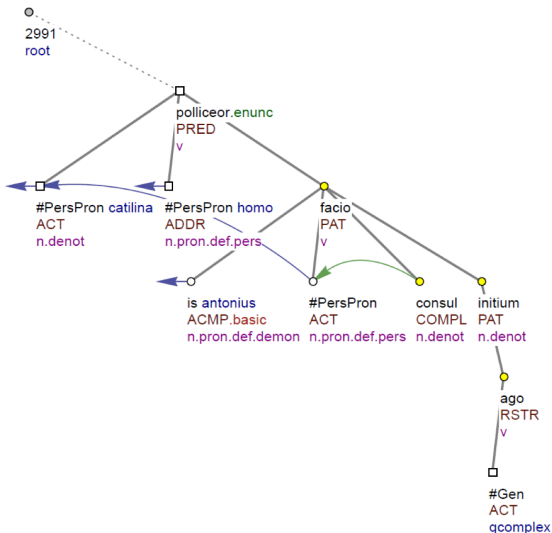 2991
root
polliceor.enunc
PRED
v
#PersPron catilina
ACT
n.denot
#PersPron homo
ADDR
n.pron.def.pers
facio
PAT
v
is antonius
ACMP.basic
n.pron.def.demon
#PersPron
ACT
n.pron.def.pers
consul
COMPL
n.denot
initium
PAT
n.denot
ago
RSTR
v
#Gen
ACT
qcomplex